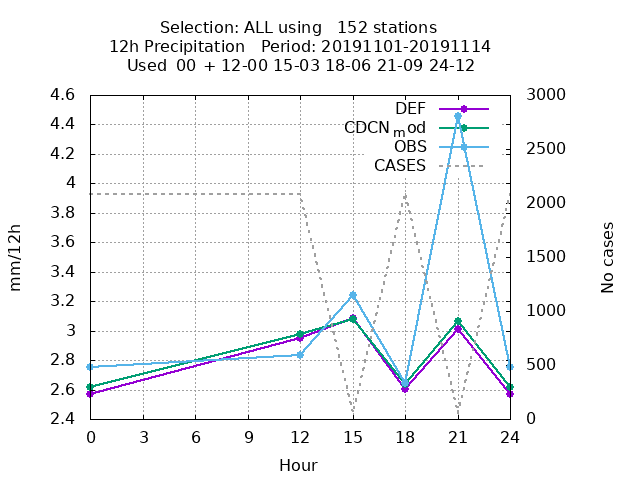 Selection: ALL using   152 stations
12h Precipitation   Period: 20191101-20191114
Used  00 + 12-00 15-03 18-06 21-09 24-12
4.6
4.4
4.2
4
3.8
3.6
3.4
3.2
3
2.8
2.6
2.4
mm/12h
DEF
CDCN mod
OBS
CASES
3000
2500
2000
1500
1000
500
0
No cases
0 3 6 9 12 15 18 21 24
Hour